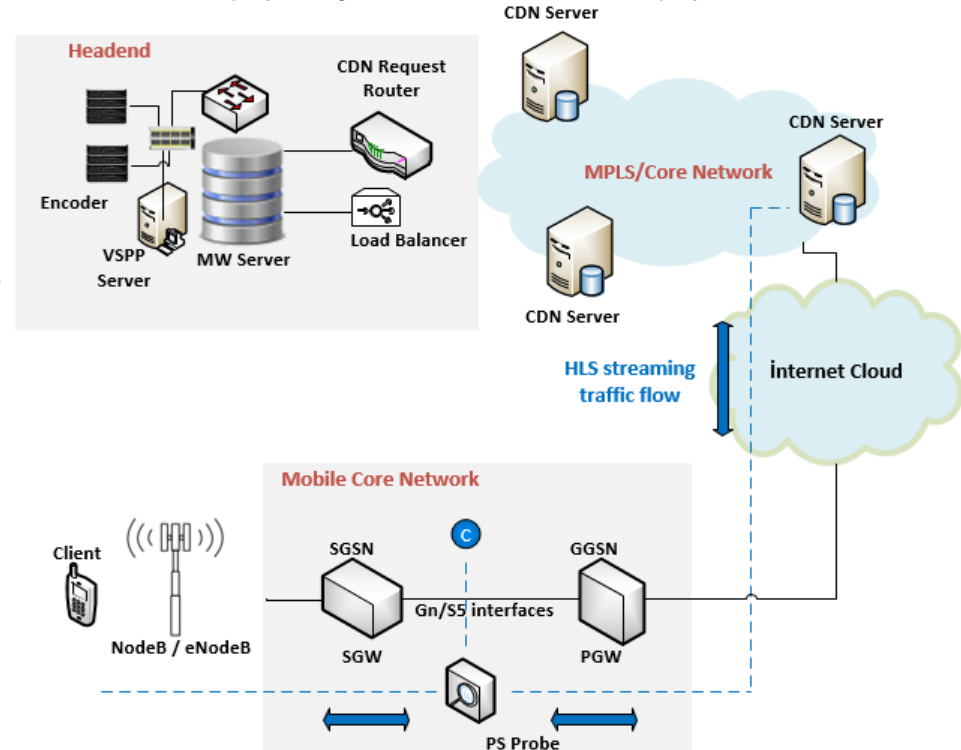 CDN Server
Headend
CDN Request
Router
CDN Server
MPLS/Core Network
Encoder
Load Balancer
VSPP
Server
MW Server
CDN Server
HLS streaming
traffic flow
İnternet Cloud
Mobile Core Network
C
Client
SGSN
GGSN
Gn/S5 interfaces
NodeB / eNodeB
SGW
PGW
PS Probe